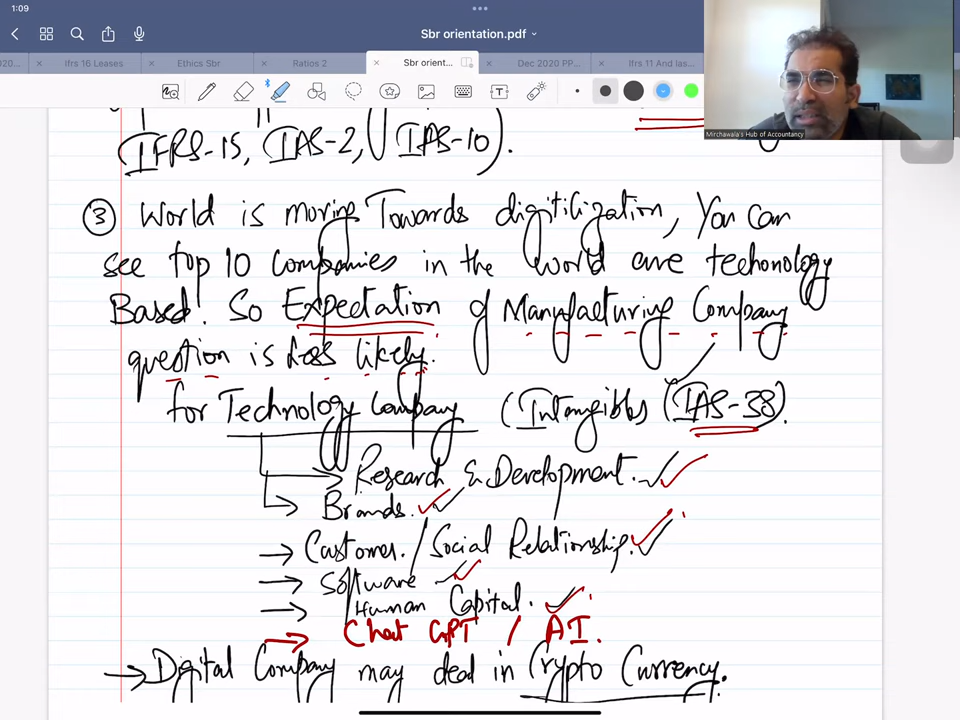 1:09
Sbr orientation.pdf
020...
Ifrs 16 Leases
Ethics Sbr
Ratios 2
Sbr orient...
Dec 2020 PP...
Ifrs 11 And las...
Mirchawala's Hub of Accountancy
IFRS-15, IAS-2, IAS-10).
③ World is moving Towards digitilization, You can
see top 10 Companies in the world are techonology
Based! So Expectation of Manufacturing Company
question is less likely.
for Technology Company (Intangibles (IAS-38).
→ Research & Development.
→ Brands.
→ Customer./Social Relationship.
→ Software
→ Human Capital.
→ Chat GPT / AI.
→ Digital Company may deal in Crypto Currency.